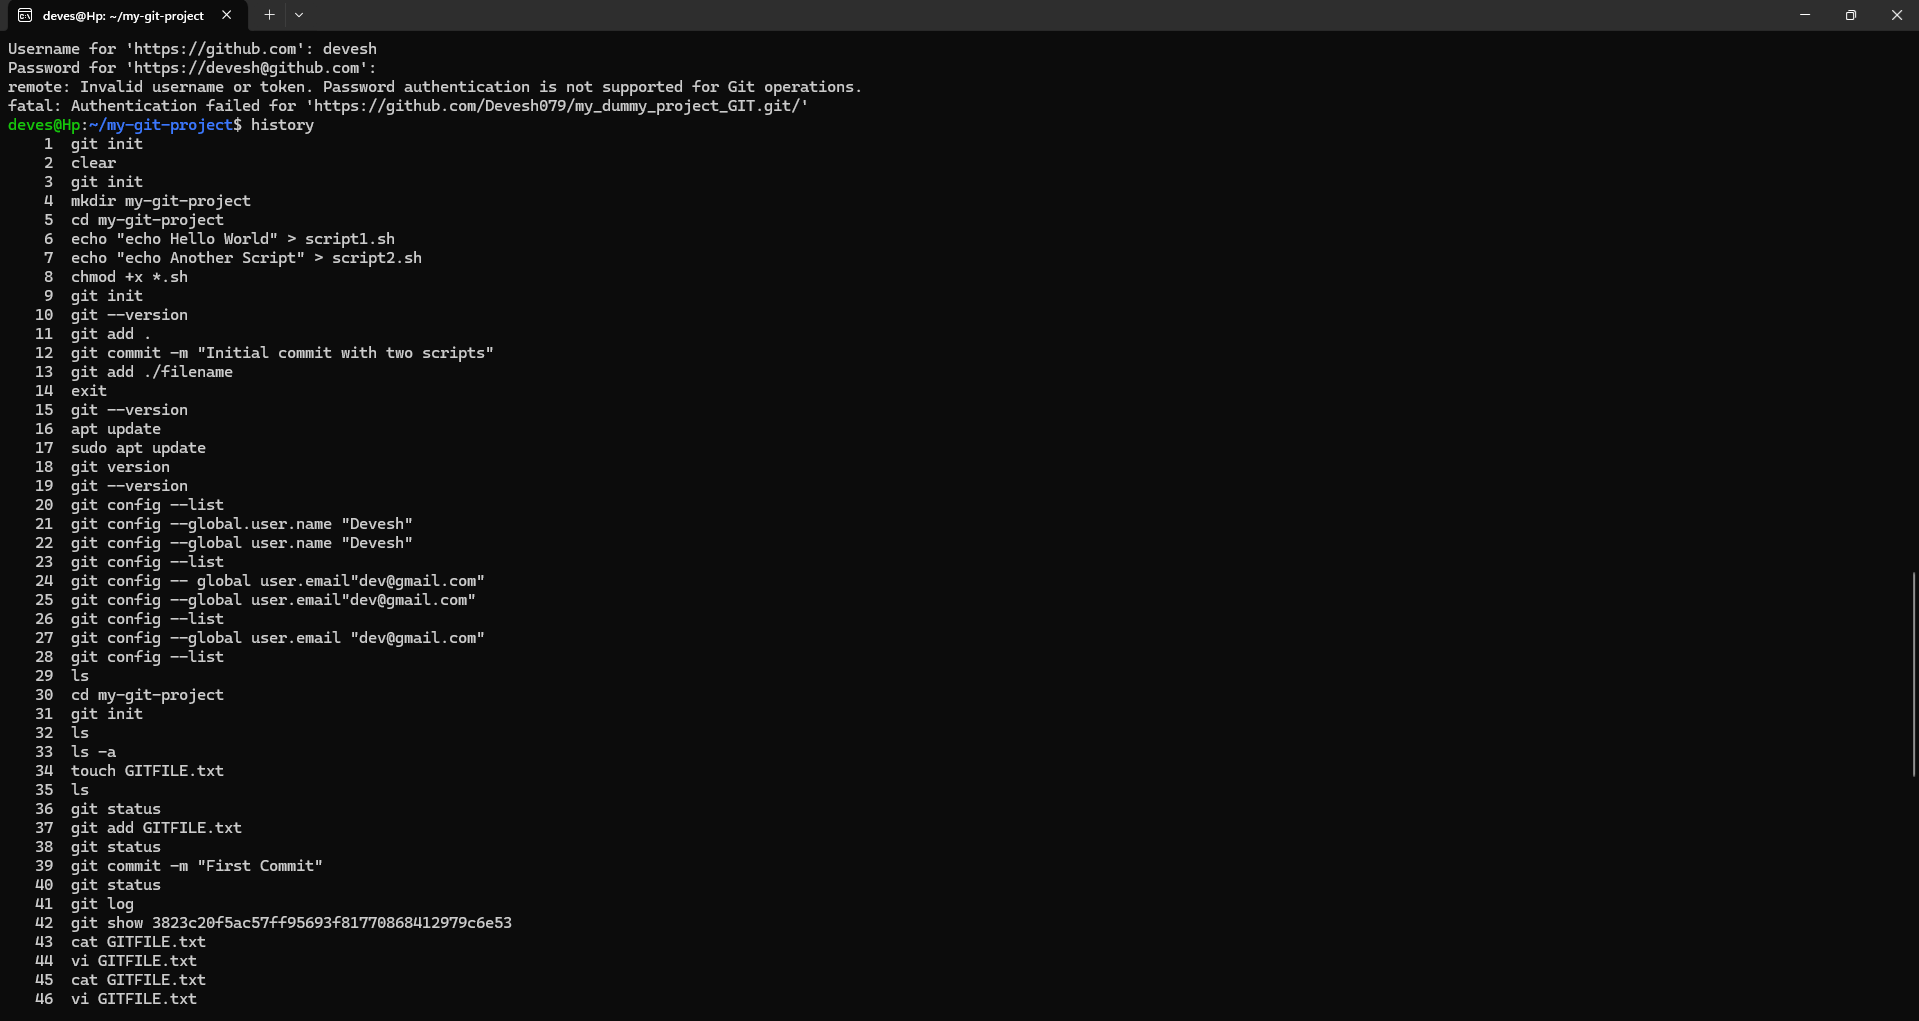 deves@Hp: ~/my-git-project
Username for 'https://github.com': devesh
Password for 'https://devesh@github.com':
remote: Invalid username or token. Password authentication is not supported for Git operations.
fatal: Authentication failed for 'https://github.com/Devesh079/my_dummy_project_GIT.git/'
deves@Hp:~/my-git-project$ history
1 git init
2 clear
3 git init
4 mkdir my-git-project
5 cd my-git-project
6 echo "echo Hello World" > script1.sh
7 echo "echo Another Script" > script2.sh
8 chmod +x *.sh
9 git init
10 git --version
11 git add .
12 git commit -m "Initial commit with two scripts"
13 git add ./filename
14 exit
15 git --version
16 apt update
17 sudo apt update
18 git version
19 git --version
20 git config --list
21 git config --global.user.name "Devesh"
22 git config --global user.name "Devesh"
23 git config --list
24 git config -- global user.email"dev@gmail.com"
25 git config --global user.email"dev@gmail.com"
26 git config --list
27 git config --global user.email "dev@gmail.com"
28 git config --list
29 ls
30 cd my-git-project
31 git init
32 ls
33 ls -a
34 touch GITFILE.txt
35 ls
36 git status
37 git add GITFILE.txt
38 git status
39 git commit -m "First Commit"
40 git status
41 git log
42 git show 3823c20f5ac57ff95693f81770868412979c6e53
43 cat GITFILE.txt
44 vi GITFILE.txt
45 cat GITFILE.txt
46 vi GITFILE.txt